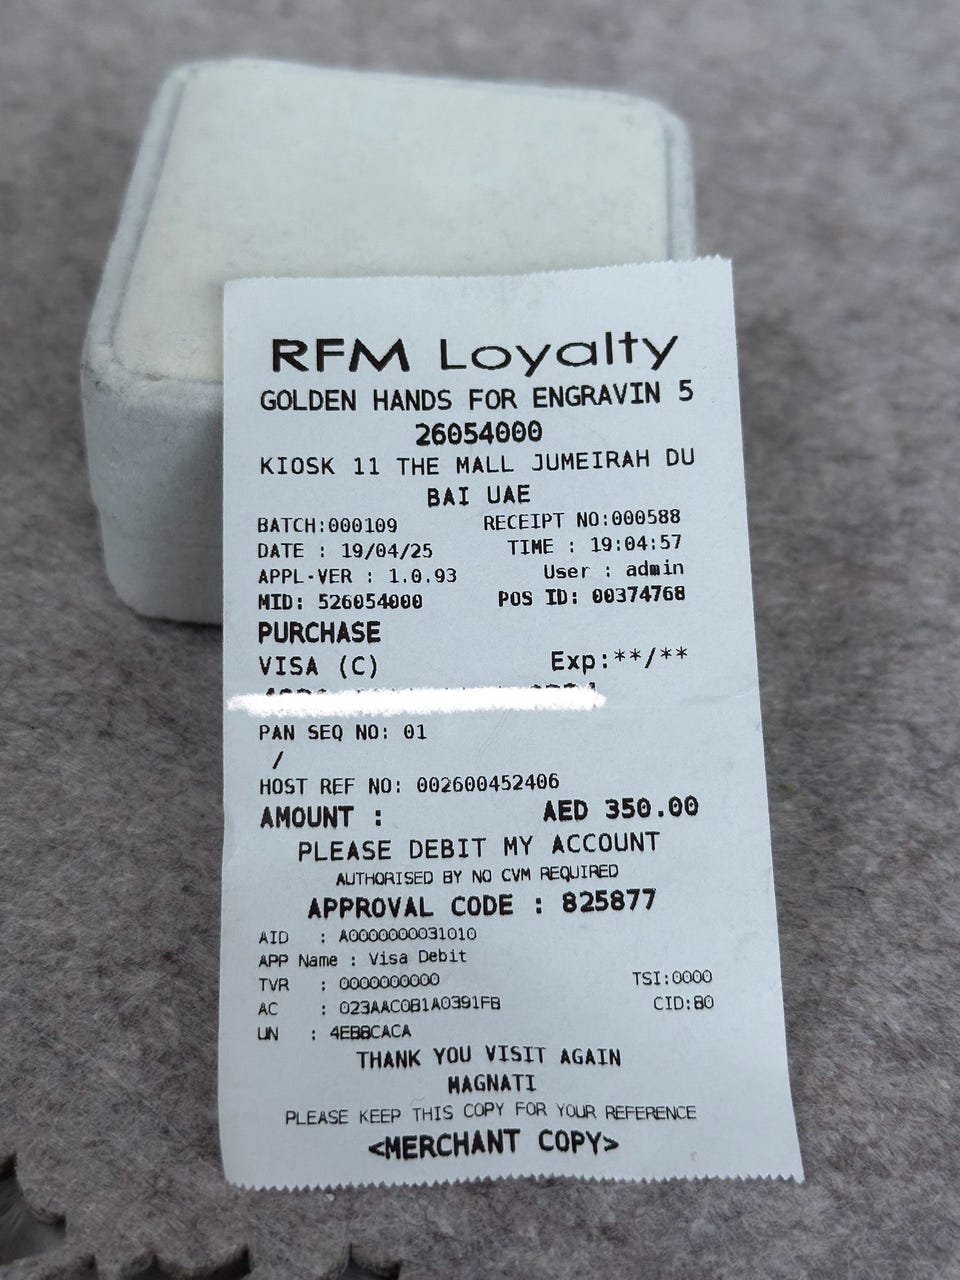 RFM Loyalty
GOLDEN HANDS FOR ENGRAVIN 5
26054000
KIOSK 11 THE MALL JUMEIRAH DU
BAI UAE
BATCH:000109 RECEIPT NO:000588
DATE : 19/04/25 TIME : 19:04:57
APPL-VER : 1.0.93 User : admin
MID: 526054000 POS ID: 00374768
PURCHASE
VISA (C) Exp:**/**
PAN SEQ NO: 01
/
HOST REF NO: 002600452406
AMOUNT : AED 350.00
PLEASE DEBIT MY ACCOUNT
AUTHORISED BY NO CVM REQUIRED
APPROVAL CODE : 825877
AID : A0000000031010
APP Name : Visa Debit
TVR : 0000000000 TSI:0000
AC : 023AAC0B1A0391FB CID:80
UN : 4EB8CACA
THANK YOU VISIT AGAIN
MAGNATI
PLEASE KEEP THIS COPY FOR YOUR REFERENCE
<MERCHANT COPY>